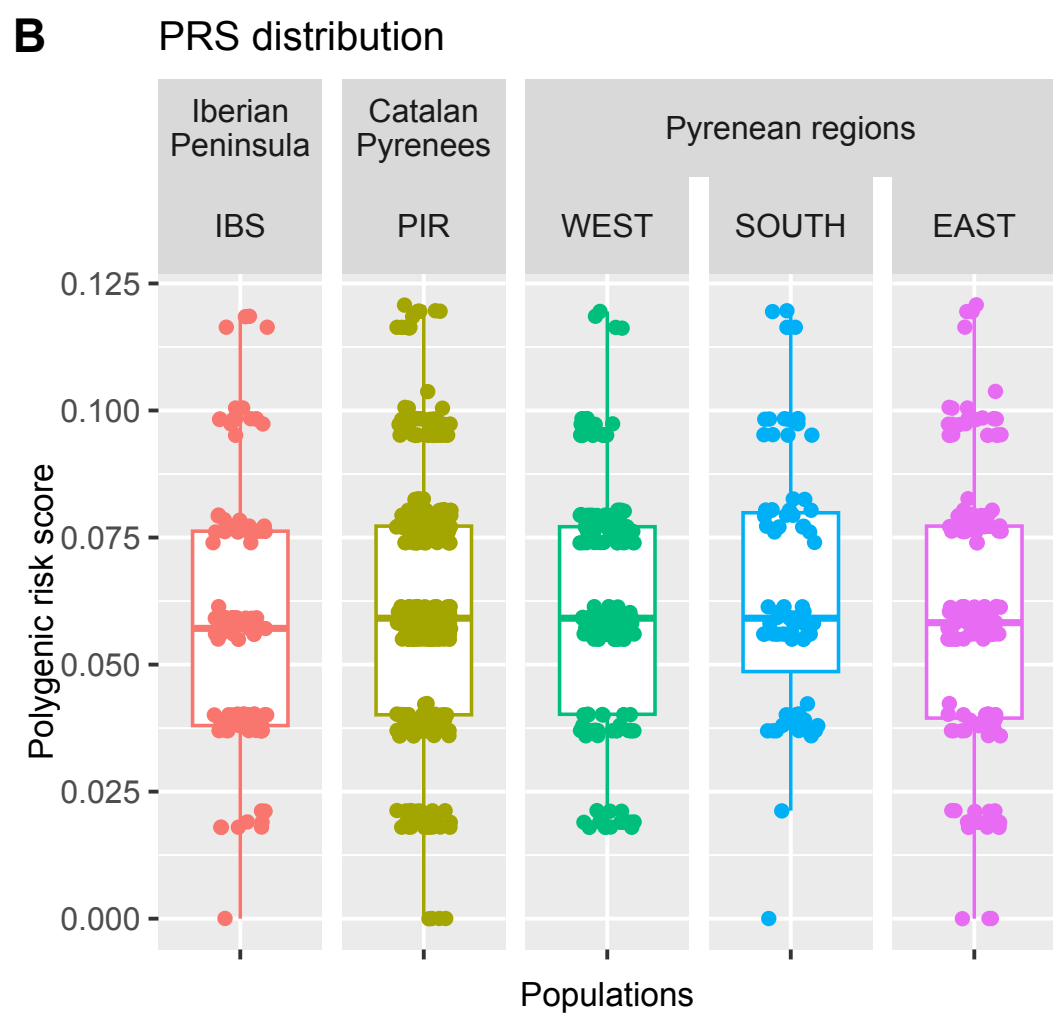 B PRS distribution
Iberian
Peninsula
Catalan
Pyrenees
Pyrenean regions
IBS
PIR
WEST
SOUTH
EAST
0.125
0.100
0.075
0.050
0.025
0.000
Polygenic risk score
Populations